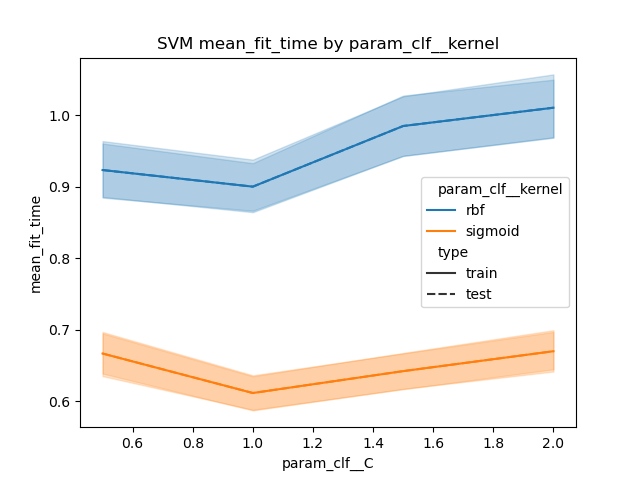 SVM mean_fit_time by param_clf__kernel
mean_fit_time
1.0
0.9
0.8
0.7
0.6
param_clf__kernel
rbf
sigmoid
type
train
test
0.6 0.8 1.0 1.2 1.4 1.6 1.8 2.0
param_clf__C